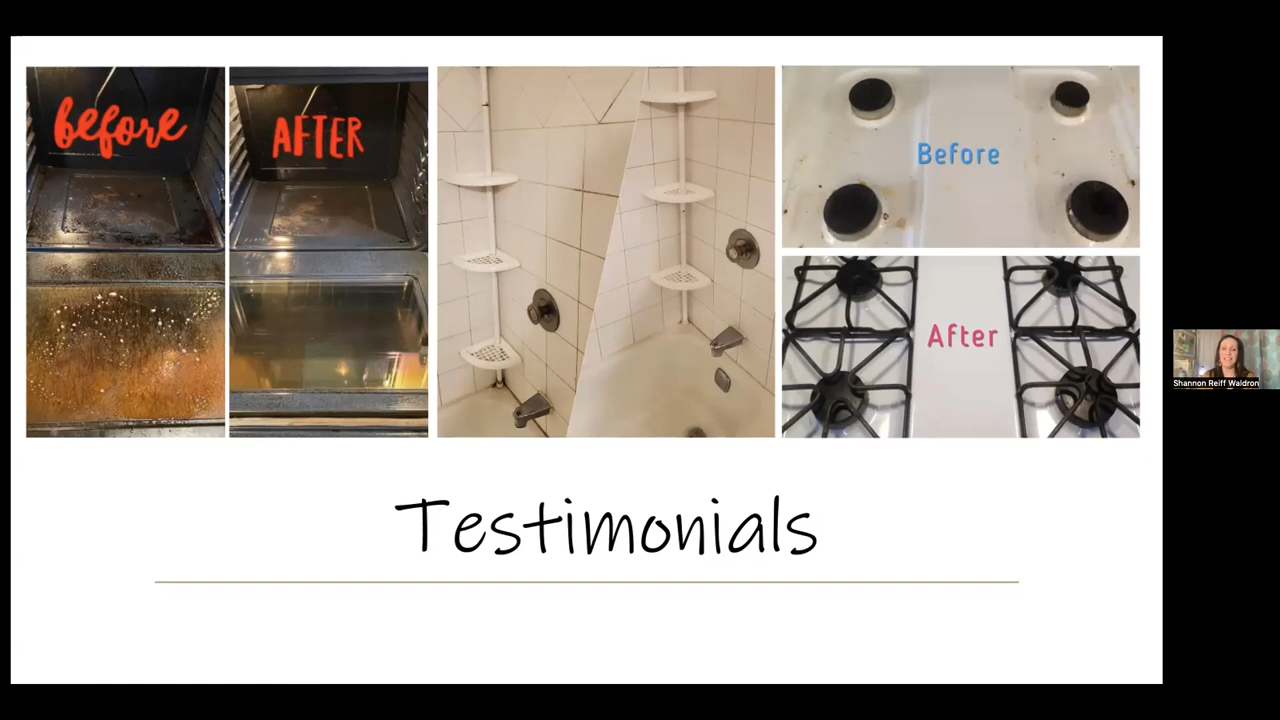 before
AFTER
Before
After
Testimonials
Shannon Reiff Waldron